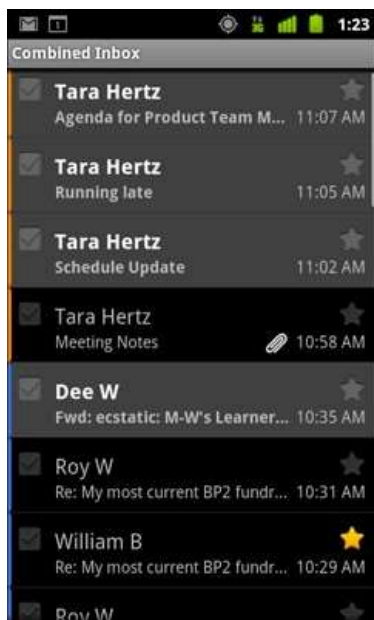 1
3G
1:23
Combined Inbox
Tara Hertz
Agenda for Product Team M... 11:07 AM
Tara Hertz
Running late 11:05 AM
Tara Hertz
Schedule Update 11:02 AM
Tara Hertz
Meeting Notes 10:58 AM
Dee W
Fwd: ecstatic: M-W's Learner... 10:35 AM
Roy W
Re: My most current BP2 fundr... 10:31 AM
William B
Re: My most current BP2 fundr... 10:29 AM
Roy W